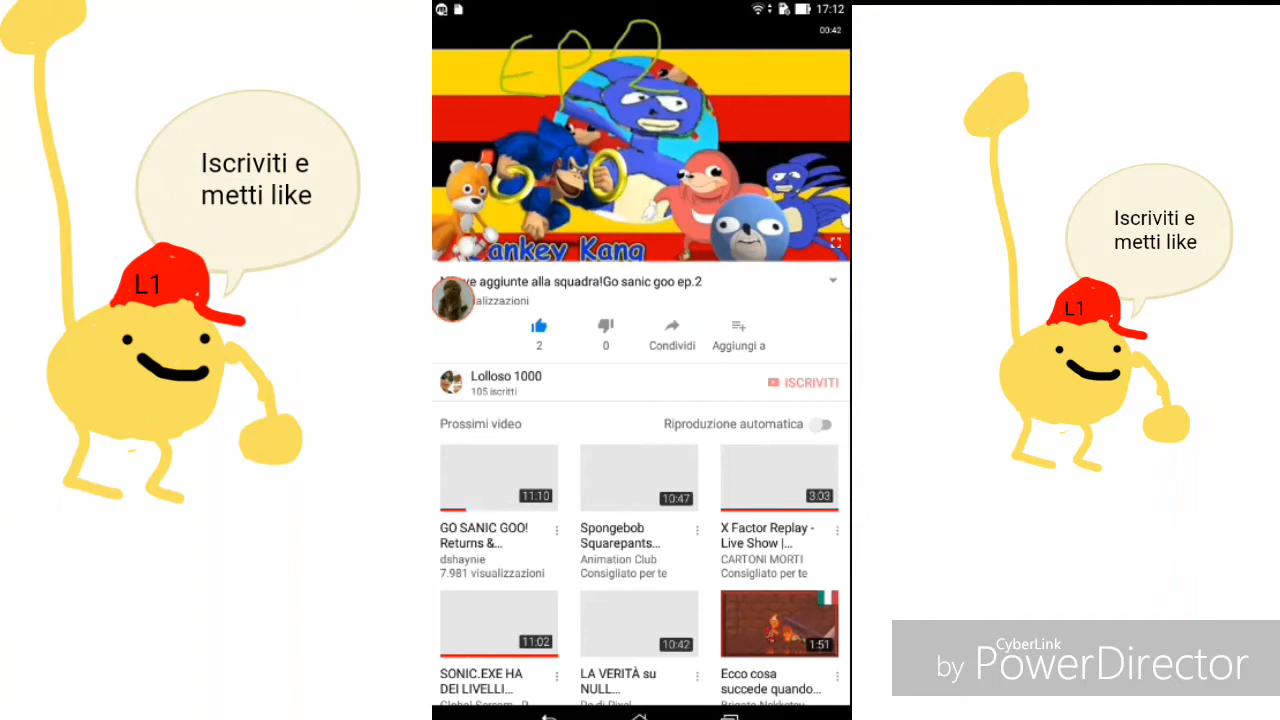 Iscriviti e
metti like
L1
17:12
00:42
EP 2
ankey Kang
aggiunte alla squadra!Go sanic goo ep.2
alizzazioni
2
0
Condividi
Aggiungi a
Lolloso 1000
105 iscritti
ISCRIVITI
Prossimi video
Riproduzione automatica
11:10
10:47
3:03
GO SANIC GOO!
Returns &...
dshaynie
7.981 visualizzazioni
Spongebob
Squarepants...
Animation Club
Consigliato per te
X Factor Replay -
Live Show |...
CARTONI MORTI
Consigliato per te
11:02
10:42
1:51
SONIC.EXE HA
DEI LIVELLI...
LA VERITÀ su
NULL...
Ecco cosa
succede quando...
Iscriviti e
metti like
L1
by CyberLink
PowerDirector